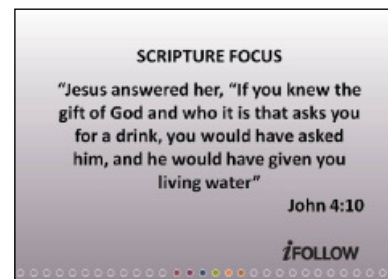 SCRIPTURE FOCUS
“Jesus answered her, “If you knew the
gift of God and who it is that asks you
for a drink, you would have asked
him, and he would have given you
living water”
John 4:10
iFOLLOW